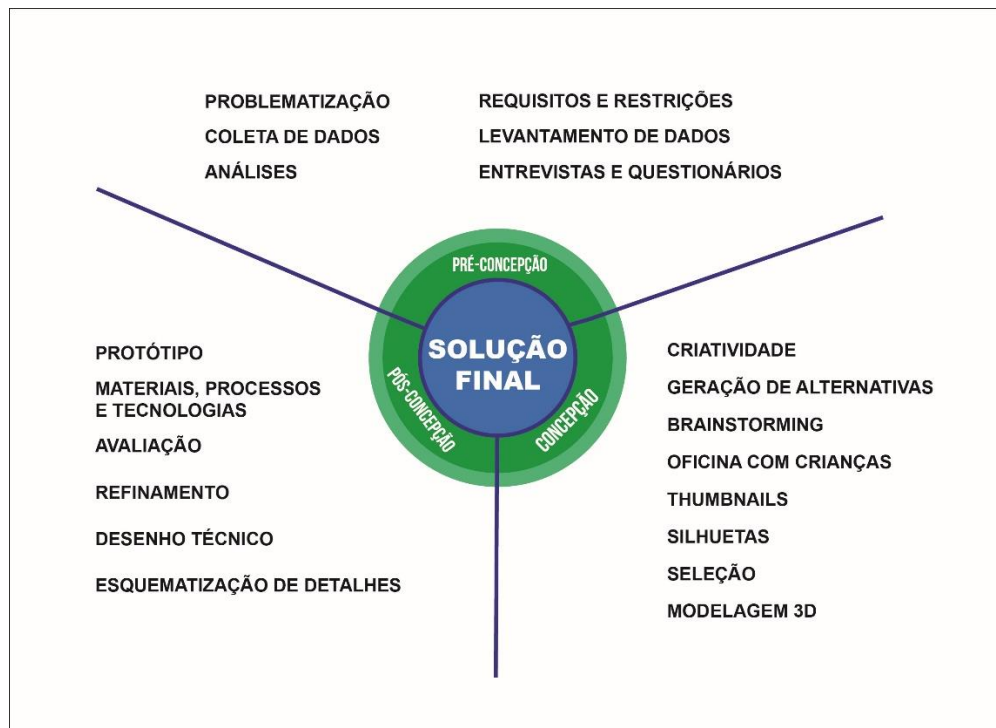 PROBLEMATIZAÇÃO
COLETA DE DADOS
ANÁLISES
REQUISITOS E RESTRIÇÕES
LEVANTAMENTO DE DADOS
ENTREVISTAS E QUESTIONÁRIOS
PRÉ-CONCEPÇÃO
SOLUÇÃO
FINAL
PÓS-CONCEPÇÃO
CONCEPÇÃO
PROTÓTIPO
MATERIAIS, PROCESSOS
E TECNOLOGIAS
AVALIAÇÃO
REFINAMENTO
DESENHO TÉCNICO
ESQUEMATIZAÇÃO DE DETALHES
CRIATIVIDADE
GERAÇÃO DE ALTERNATIVAS
BRAINSTORMING
OFICINA COM CRIANÇAS
THUMBNAILS
SILHUETAS
SELEÇÃO
MODELAGEM 3D